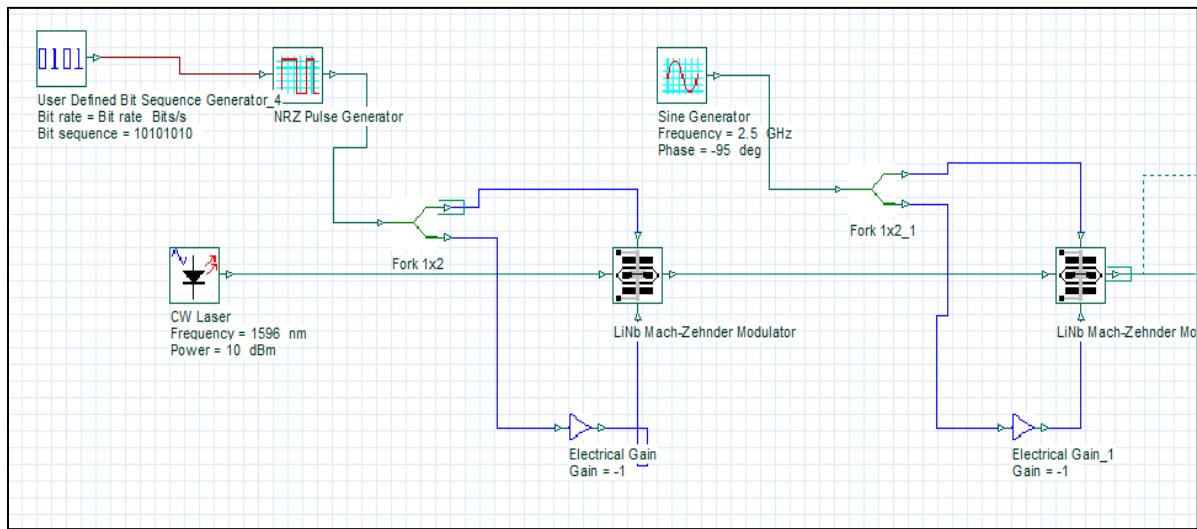 0101
User Defined Bit Sequence Generator_4
Bit rate = Bit rate Bits/s
Bit sequence = 10101010
NRZ Pulse Generator
Sine Generator
Frequency = 2.5 GHz
Phase = -95 deg
Fork 1x2
Fork 1x2_1
CW Laser
Frequency = 1596 nm
Power = 10 dBm
LiNb Mach-Zehnder Modulator
LiNb Mach-Zehnder Mo
Electrical Gain
Gain = -1
Electrical Gain_1
Gain = -1